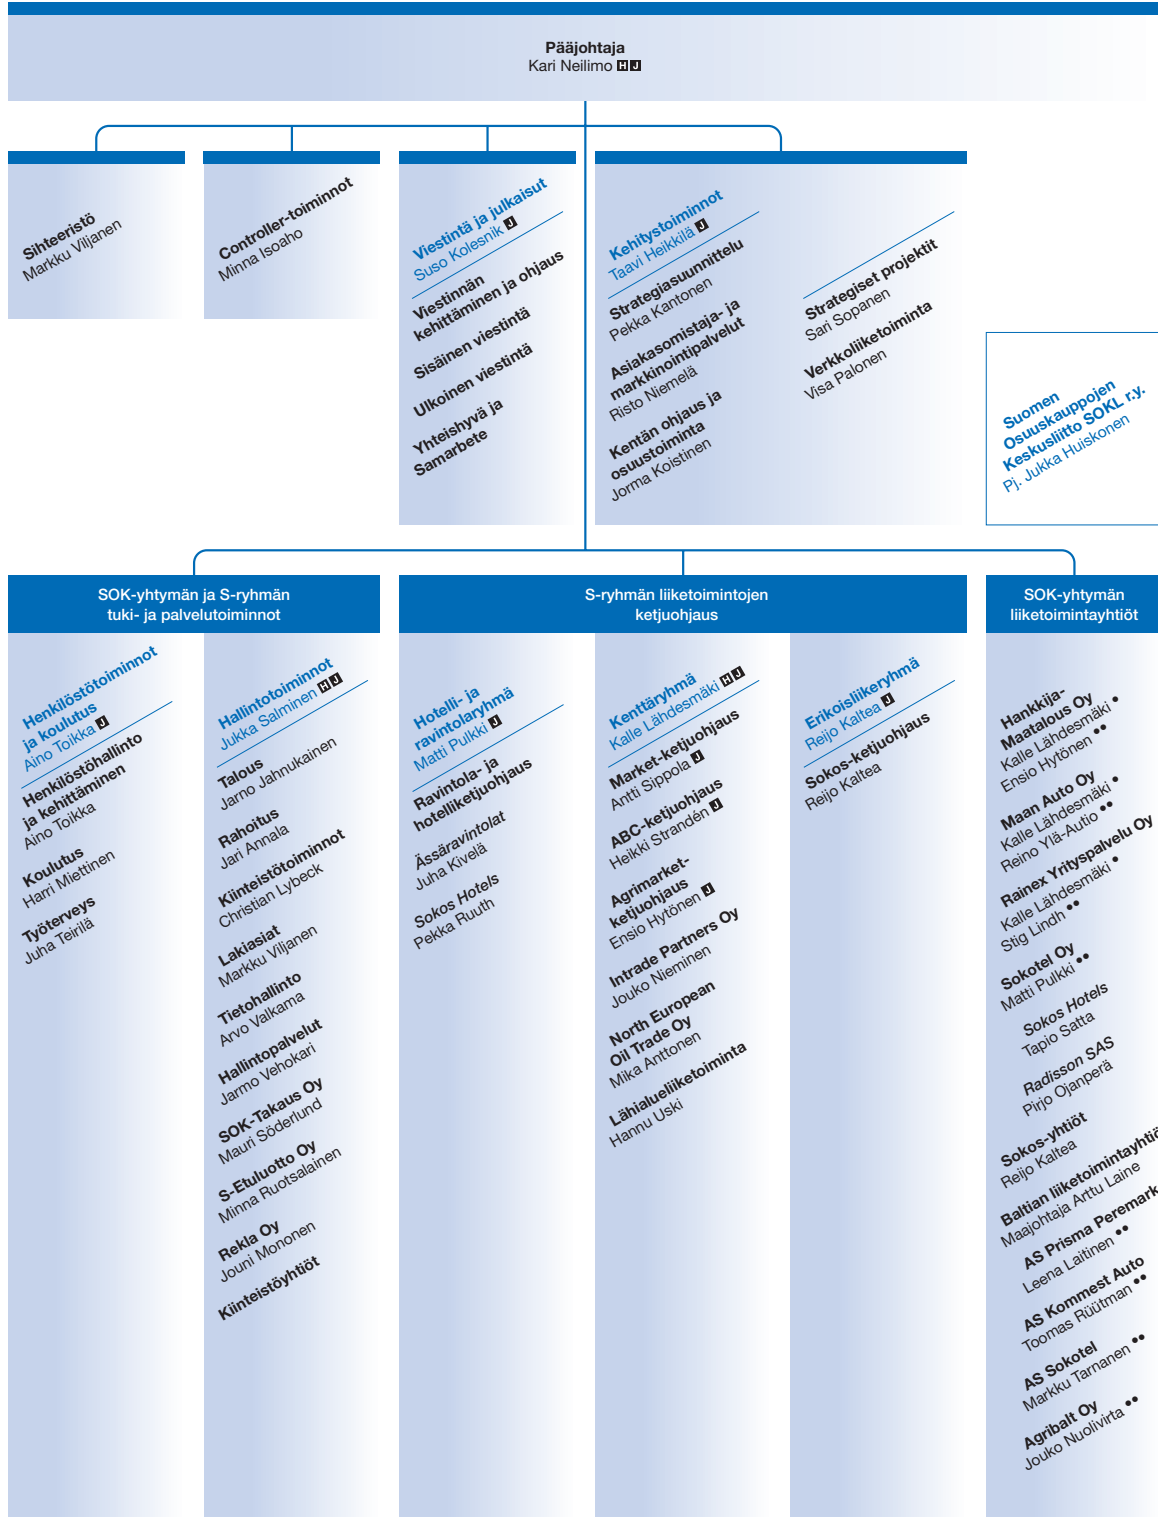 Pääjohtaja
Kari Neilimo H J
Sihteeristö
Markku Viljanen
Controller-toiminnot
Minna Isoaho
Viestintä ja julkaisut
Suso Kolesnik J
Viestinnän
kehittäminen ja ohjaus
Sisäinen viestintä
Ulkoinen viestintä
Yhteishyvä ja
Samarbete
Kehitystoiminnot
Taavi Heikkilä J
Strategiasuunnittelu
Pekka Kantonen
Asiakasomistaja- ja
markkinointipalvelut
Risto Niemelä
Kentän ohjaus ja
osuustoiminta
Jorma Koistinen
Strategiset projektit
Sari Sopanen
Verkkoliiketoiminta
Visa Palonen
Suomen
Osuuskauppojen
Keskusliitto SOKL r.y.
Pj. Jukka Huiskonen
SOK-yhtymän ja S-ryhmän
tuki- ja palvelutoiminnot
Henkilöstötoiminnot
ja koulutus
Aino Toikka J
Henkilöstöhallinto
ja kehittäminen
Aino Toikka
Koulutus
Harri Miettinen
Työterveys
Juha Teirilä
Hallintotoiminnot
Jukka Salminen H J
Talous
Jarno Jahnukainen
Rahoitus
Jari Annala
Kiinteistötoiminnot
Christian Lybeck
Lakiasiat
Markku Viljanen
Tietohallinto
Arvo Valkama
Hallintopalvelut
Jarmo Vehokari
SOK-Takaus Oy
Mauri Söderlund
S-Etuluotto Oy
Minna Ruotsalainen
Rekla Oy
Jouni Mononen
Kiinteistöyhtiöt
S-ryhmän liiketoimintojen
ketjuohjaus
Hotelli- ja
ravintolaryhmä
Matti Pulkki J
Ravintola- ja
hotelliketjuohjaus
Ässäravintolat
Juha Kivelä
Sokos Hotels
Pekka Ruuth
Kenttäryhmä
Kalle Lähdesmäki H J
Market-ketjuohjaus
Antti Sippola J
ABC-ketjuohjaus
Heikki Strandén J
Agrimarket-
ketjuohjaus
Ensio Hytönen J
Intrade Partners Oy
Jouko Nieminen
North European
Oil Trade Oy
Mika Anttonen
Lähialueliiketoiminta
Hannu Uski
Erikoisliikeryhmä
Reijo Kaltea J
Sokos-ketjuohjaus
Reijo Kaltea
SOK-yhtymän
liiketoimintayhtiöt
Hankkija-
Maatalous Oy
Kalle Lähdesmäki •
Ensio Hytönen ••
Maan Auto Oy
Kalle Lähdesmäki •
Reino Ylä-Autio ••
Rainex Yrityspalvelu Oy
Kalle Lähdesmäki •
Stig Lindh ••
Sokotel Oy
Matti Pulkki ••
Sokos Hotels
Tapio Satta
Radisson SAS
Pirjo Ojanperä
Sokos-yhtiöt
Reijo Kaltea
Baltian liiketoimintayhtiö
Maajohtaja Arttu Laine
AS Prisma Peremark
Leena Laitinen ••
AS Kommest Auto
Toomas Rüütman ••
AS Sokotel
Markku Tarnanen ••
Agribalt Oy
Jouko Nuolivirta ••